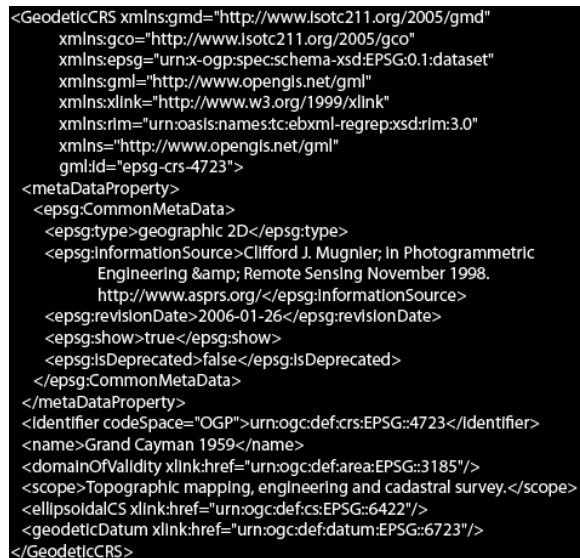 <GeodeticCRS xmlns:gmd="http://www.isotc211.org/2005/gmd"
xmlns:gco="http://www.isotc211.org/2005/gco"
xmlns:epsg="urn:x-ogp:spec:schema-xsd:EPSG:0.1:dataset"
xmlns:gml="http://www.opengis.net/gml"
xmlns:xlink="http://www.w3.org/1999/xlink"
xmlns:rim="urn:oasis:names:tc:ebxml-regrep:xsd:rim:3.0"
xmlns="http://www.opengis.net/gml"
gml:id="epsg-crs-4723">
<metaDataProperty>
<epsg:CommonMetaData>
<epsg:type>geographic 2D</epsg:type>
<epsg:informationSource>Clifford J. Mugnier; in Photogrammetric
Engineering &amp; Remote Sensing November 1998.
http://www.asprs.org/</epsg:informationSource>
<epsg:revisionDate>2006-01-26</epsg:revisionDate>
<epsg:show>true</epsg:show>
<epsg:isDeprecated>false</epsg:isDeprecated>
</epsg:CommonMetaData>
</metaDataProperty>
<identifier codeSpace="OGP">urn:ogc:def:crs:EPSG::4723</identifier>
<name>Grand Cayman 1959</name>
<domainOfValidity xlink:href="urn:ogc:def:area:EPSG::3185"/>
<scope>Topographic mapping, engineering and cadastral survey.</scope>
<ellipsoidalCS xlink:href="urn:ogc:def:cs:EPSG::6422"/>
<geodeticDatum xlink:href="urn:ogc:def:datum:EPSG::6723"/>
</GeodeticCRS>